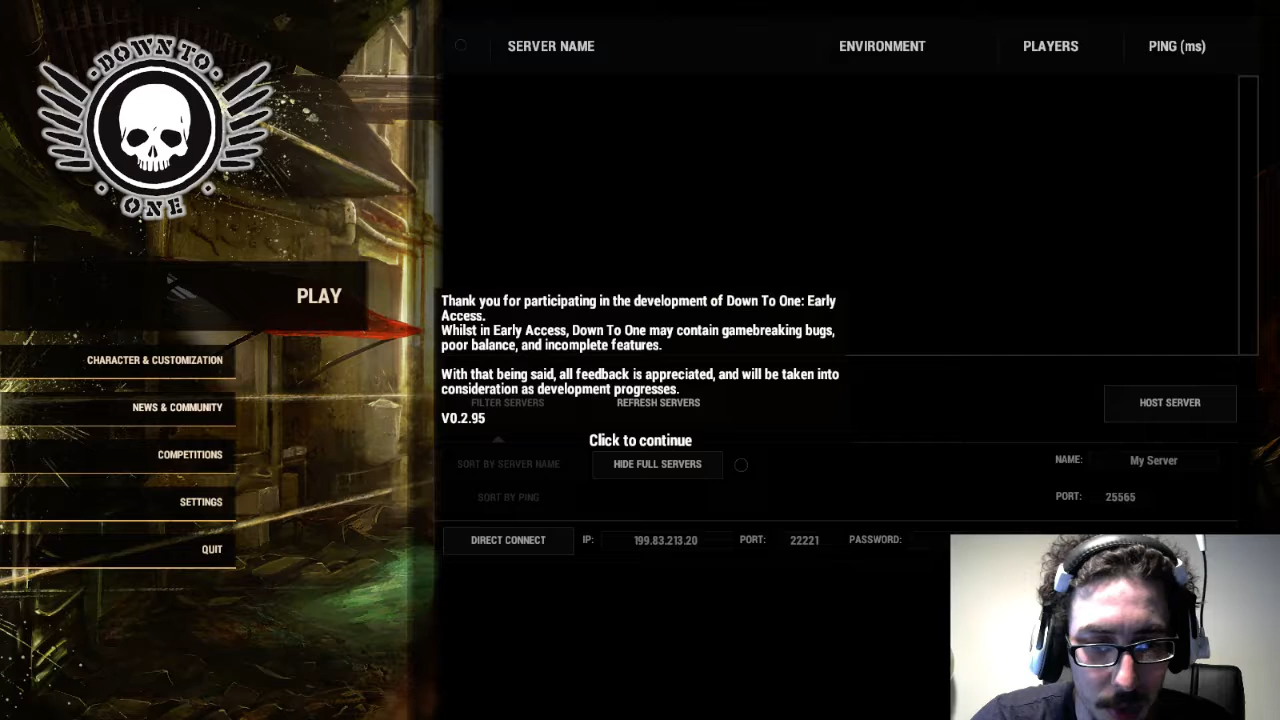 DOWN TO
ONE
SERVER NAME
ENVIRONMENT
PLAYERS
PING (ms)
PLAY
CHARACTER & CUSTOMIZATION
NEWS & COMMUNITY
COMPETITIONS
SETTINGS
QUIT
Thank you for participating in the development of Down To One: Early
Access.
Whilst in Early Access, Down To One may contain gamebreaking bugs,
poor balance, and incomplete features.
With that being said, all feedback is appreciated, and will be taken into
consideration as development progresses.
V0.2.95
Click to continue
FILTER SERVERS
REFRESH SERVERS
HOST SERVER
SORT BY SERVER NAME
HIDE FULL SERVERS
NAME: My Server
SORT BY PING
PORT: 25565
DIRECT CONNECT
IP: 199.83.213.20
PORT: 22221
PASSWORD: